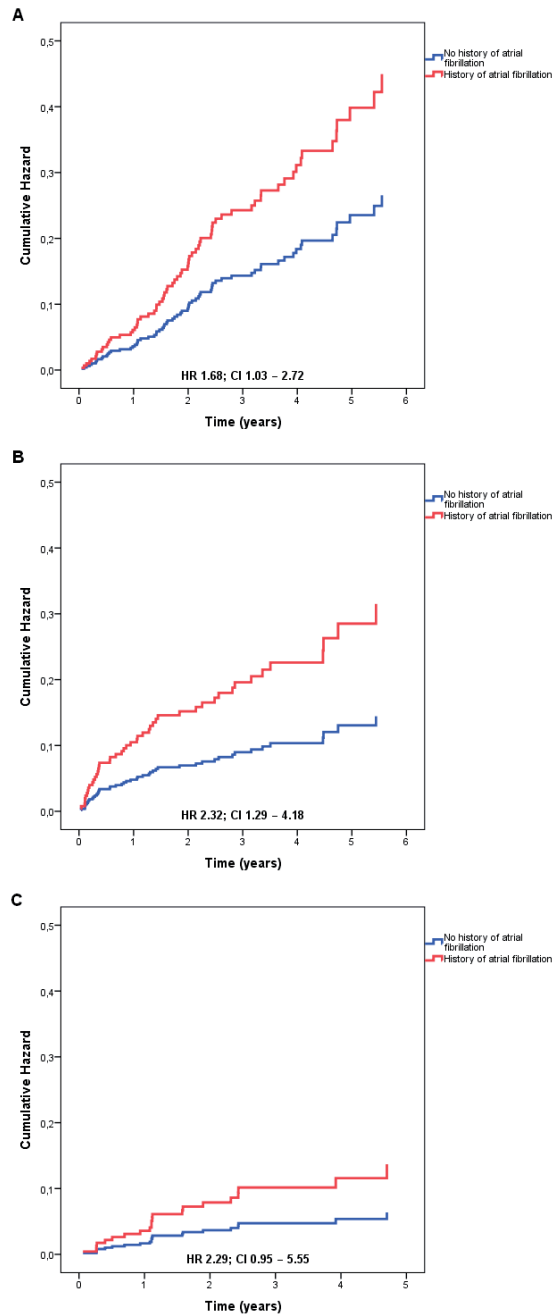 A
0,5
0,4
0,3
0,2
0,1
0,0
Cumulative Hazard
No history of atrial
fibrillation
History of atrial fibrillation
HR 1.68; CI 1.03 – 2.72
0 1 2 3 4 5 6
Time (years)
B
0,5
0,4
0,3
0,2
0,1
0,0
Cumulative Hazard
No history of atrial
fibrillation
History of atrial fibrillation
HR 2.32; CI 1.29 – 4.18
0 1 2 3 4 5 6
Time (years)
C
0,5
0,4
0,3
0,2
0,1
0,0
Cumulative Hazard
No history of atrial
fibrillation
History of atrial fibrillation
HR 2.29; CI 0.95 – 5.55
0 1 2 3 4 5
Time (years)